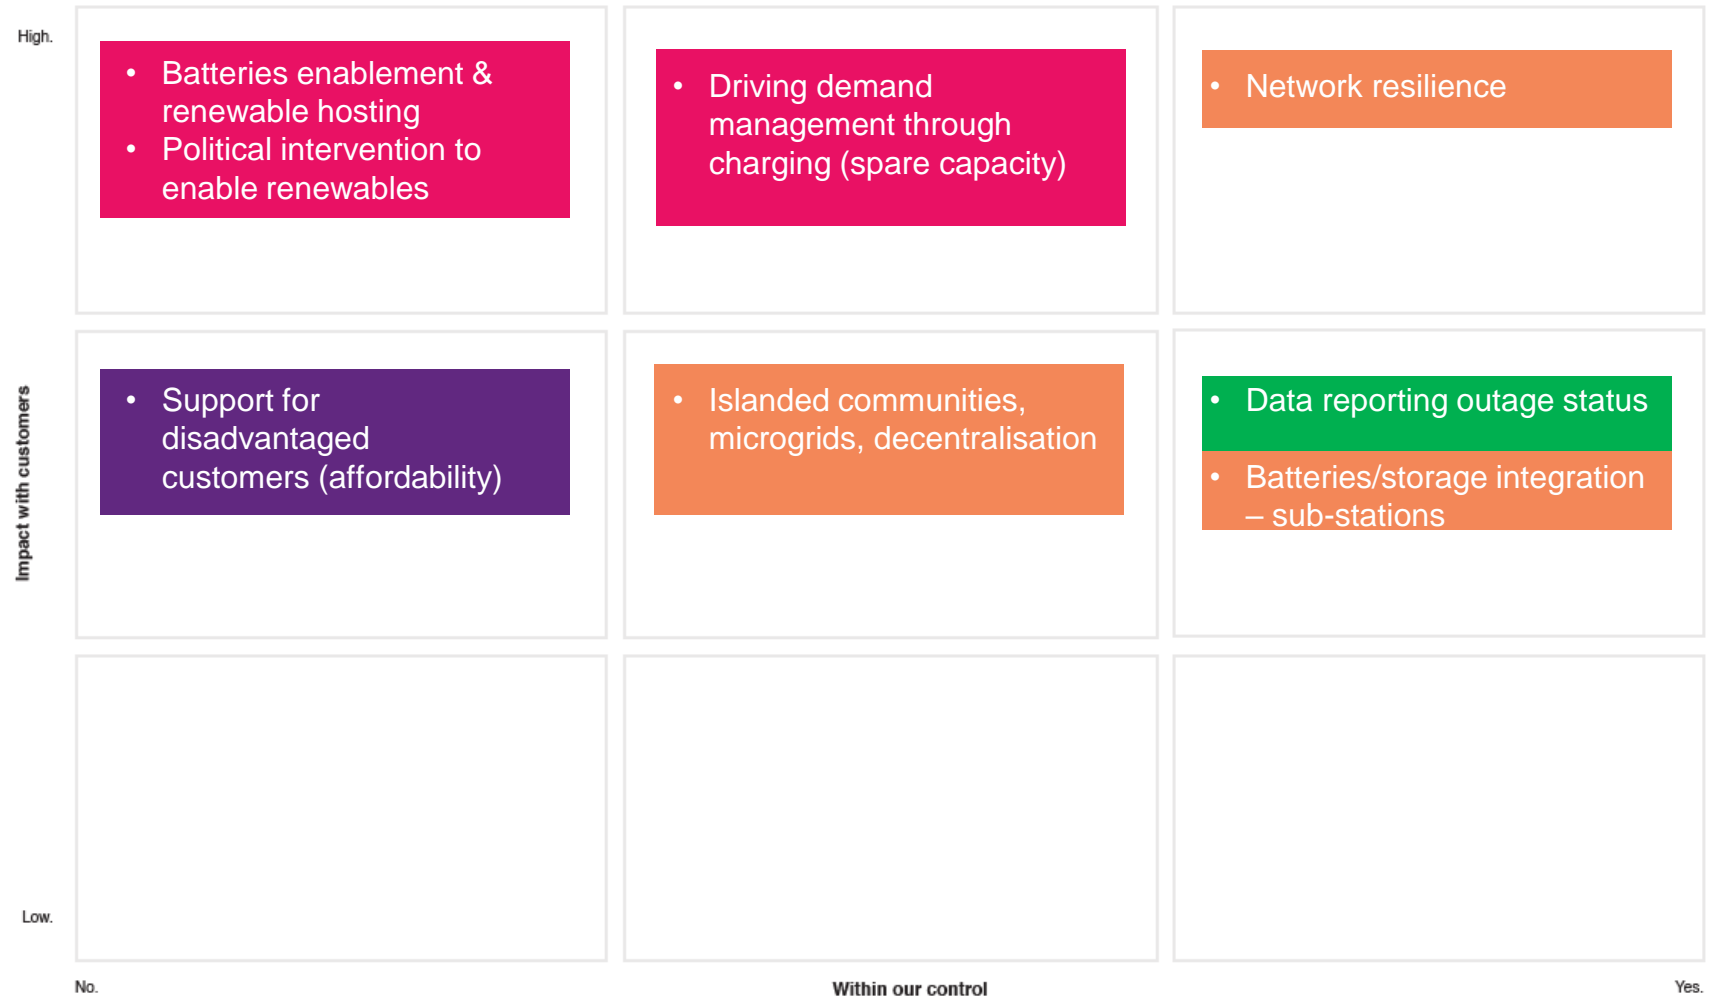 High.
• Batteries enablement &
renewable hosting
• Political intervention to
enable renewables
• Driving demand
management through
charging (spare capacity)
• Network resilience
Impact with customers
• Support for
disadvantaged
customers (affordability)
• Islanded communities,
microgrids, decentralisation
• Data reporting outage status
• Batteries/storage integration
– sub-stations
Low.
No.
Within our control
Yes.